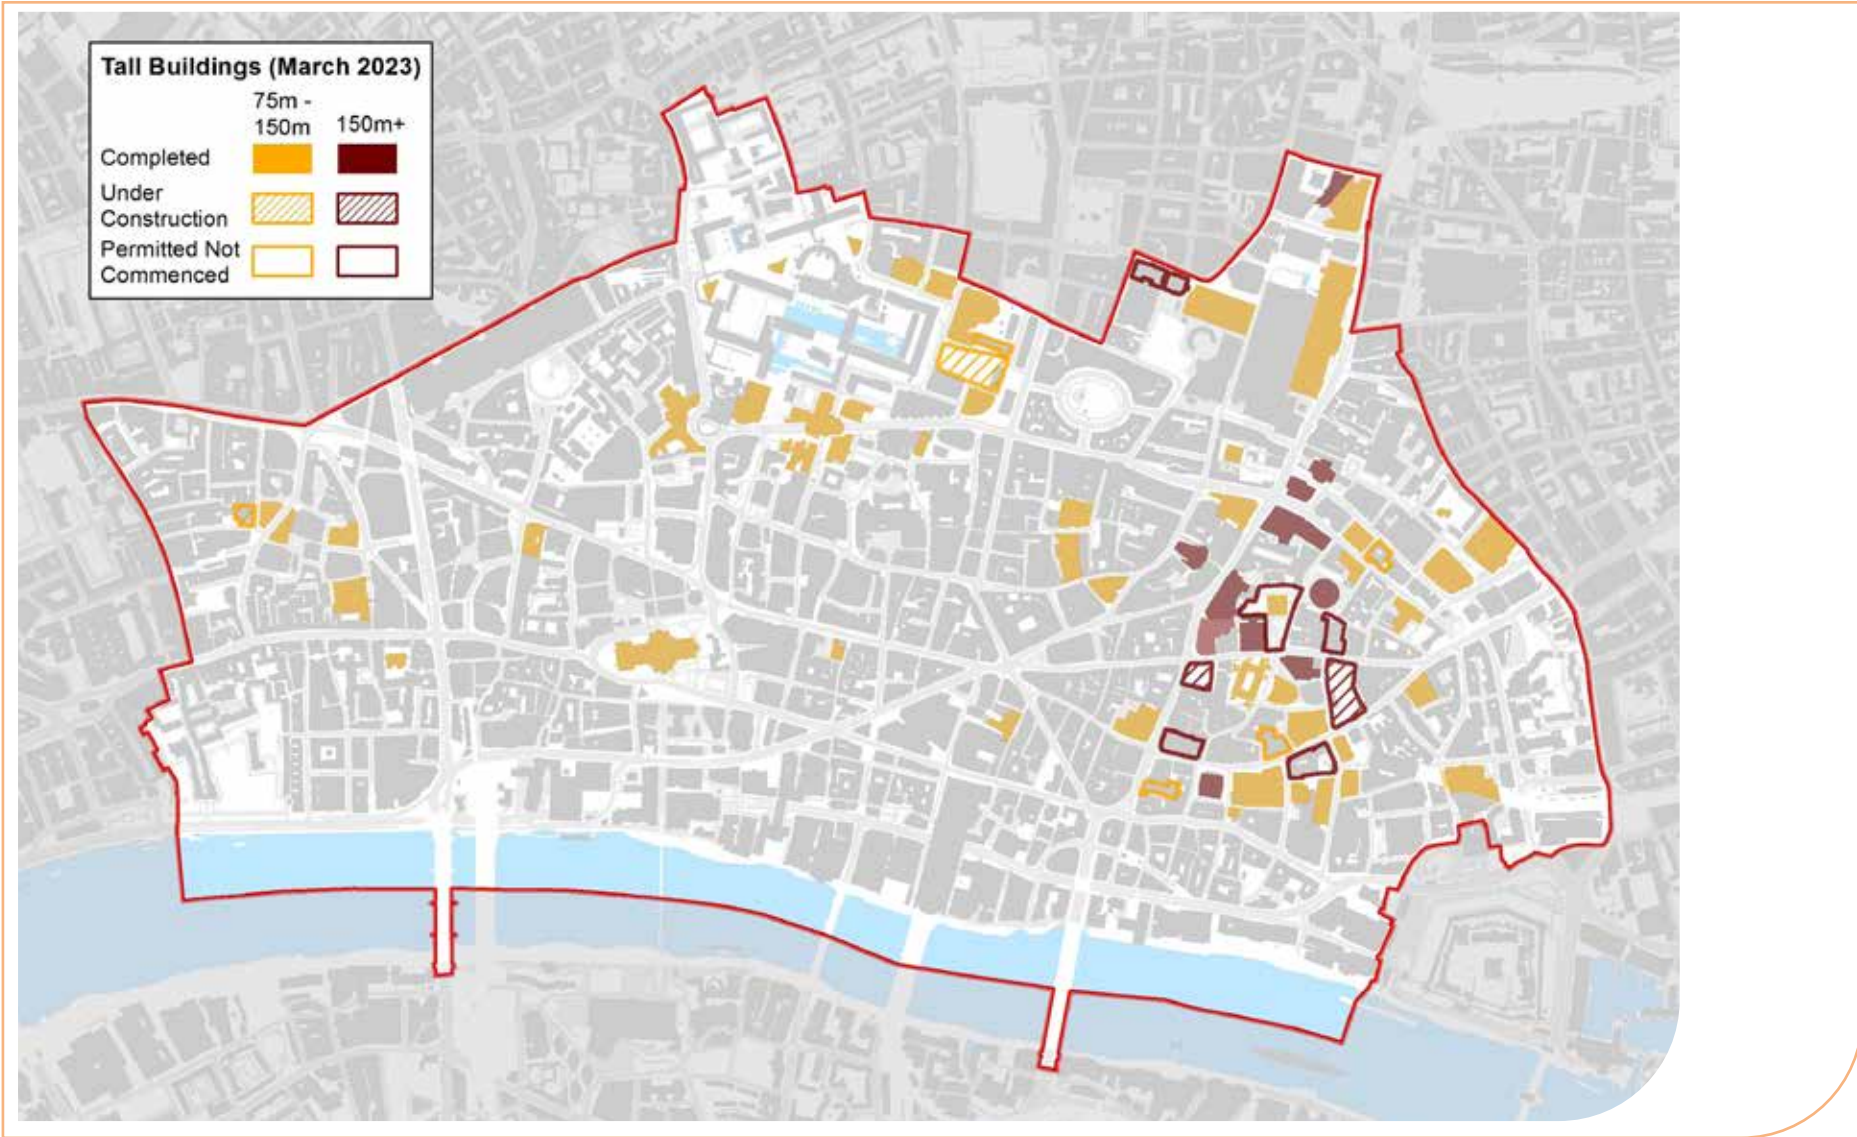 Tall Buildings (March 2023)
75m -
150m
150m+
Completed
Under
Construction
Permitted Not
Commenced